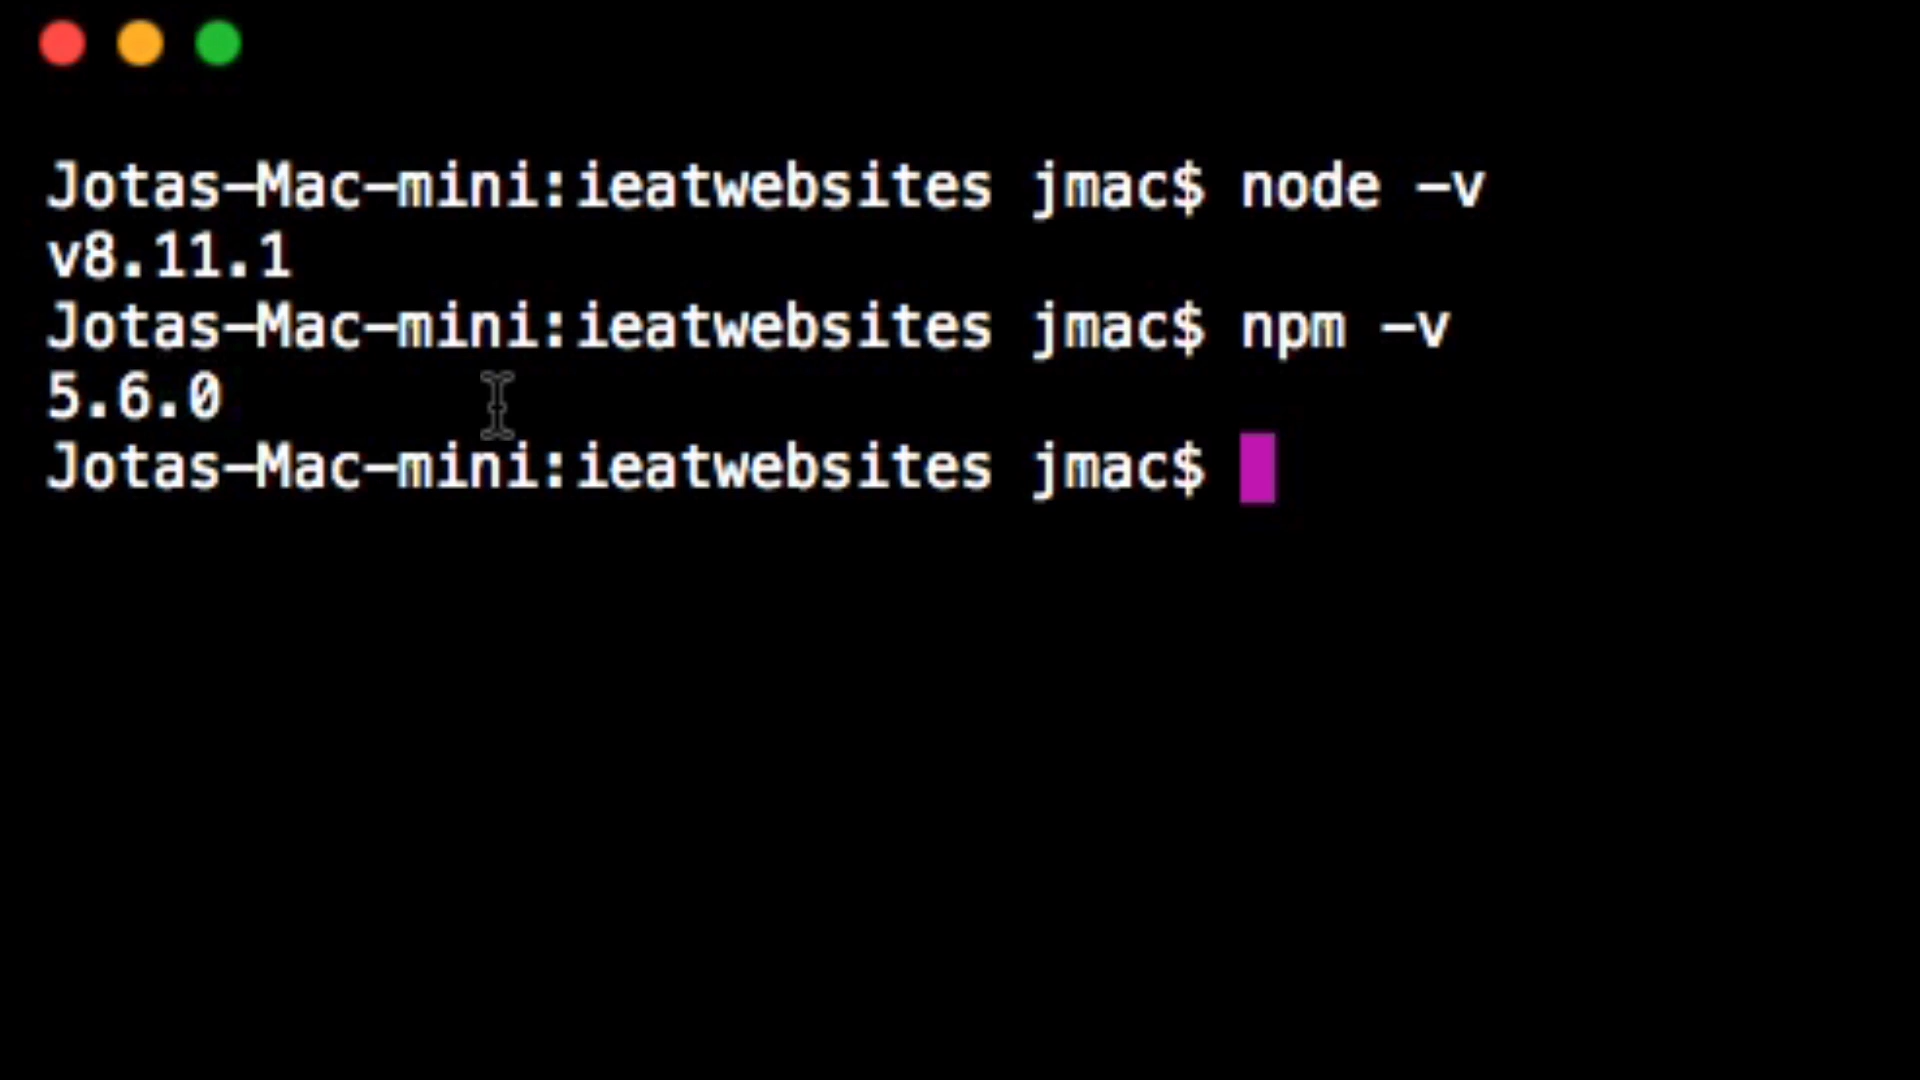 Jotas-Mac-mini:ieatwebsites jmac$ node -v
v8.11.1
Jotas-Mac-mini:ieatwebsites jmac$ npm -v
5.6.0
Jotas-Mac-mini:ieatwebsites jmac$